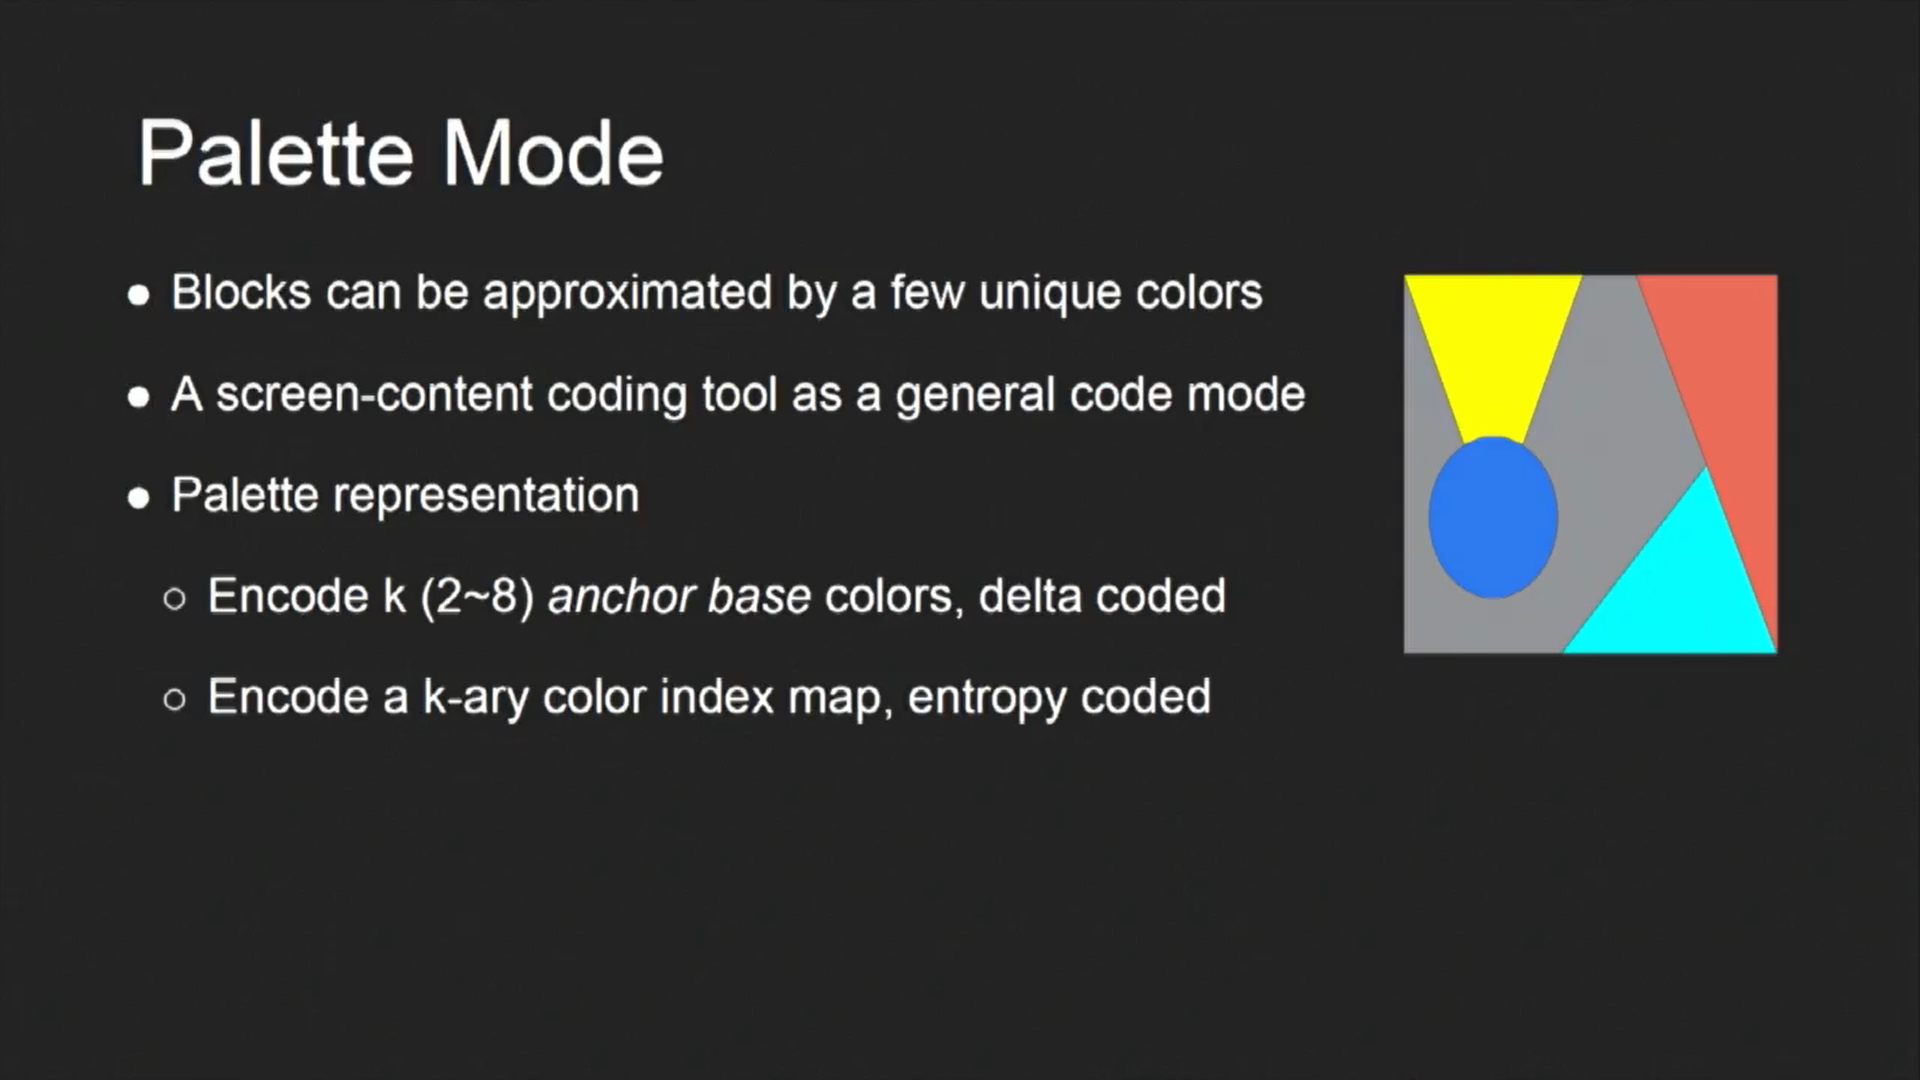 Palette Mode
● Blocks can be approximated by a few unique colors
● A screen-content coding tool as a general code mode
● Palette representation
○ Encode k (2~8) anchor base colors, delta coded
○ Encode a k-ary color index map, entropy coded